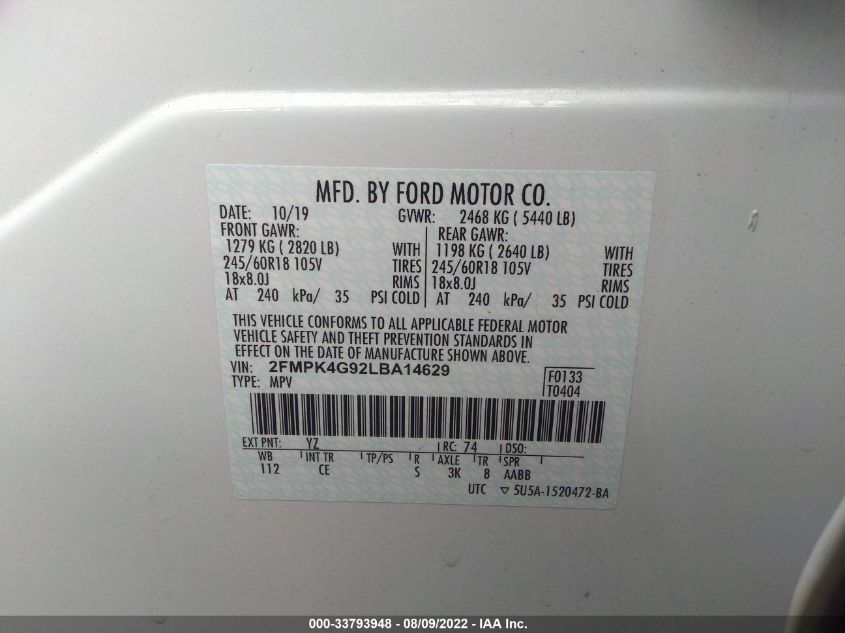 MFD. BY FORD MOTOR CO.
DATE: 10/19 GVWR: 2468 KG ( 5440 LB)
FRONT GAWR: REAR GAWR:
1279 KG ( 2820 LB) WITH 1198 KG ( 2640 LB) WITH
245/60R18 105V TIRES 245/60R18 105V TIRES
18x8.0J RIMS 18x8.0J RIMS
AT 240 kPa/ 35 PSI COLD AT 240 kPa/ 35 PSI COLD
THIS VEHICLE CONFORMS TO ALL APPLICABLE FEDERAL MOTOR
VEHICLE SAFETY AND THEFT PREVENTION STANDARDS IN
EFFECT ON THE DATE OF MANUFACTURE SHOWN ABOVE.
VIN: 2FMPK4G92LBA14629 F0133
TYPE: MPV T0404
EXT PNT: YZ RC: 74 DSO:
WB INT TR TP/PS R AXLE TR SPR
112 CE S 3K 8 AABB
UTC ▽ 5U5A-1520472-BA
000-33793948 - 08/09/2022 - IAA Inc.